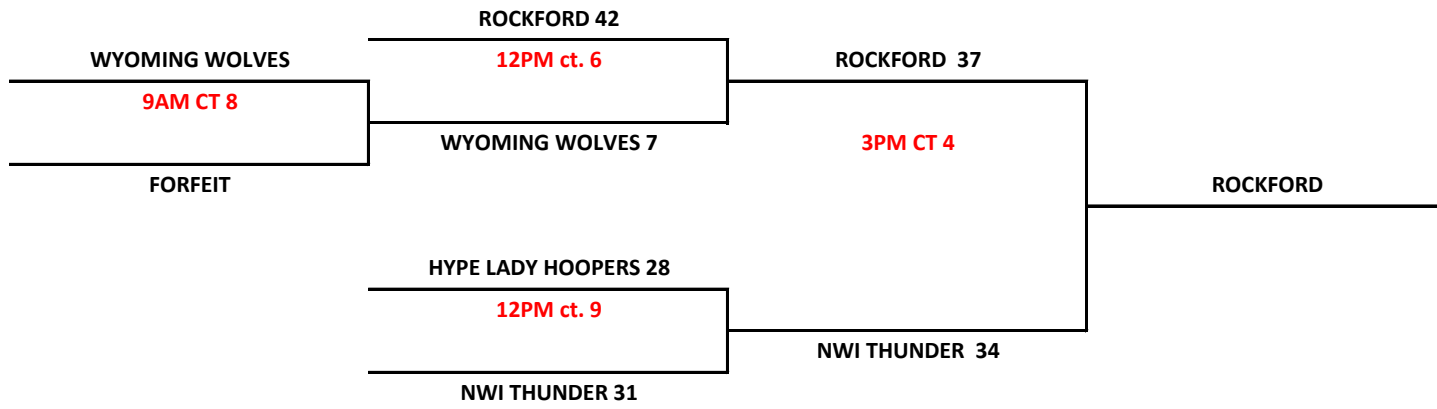 ROCKFORD 42
WYOMING WOLVES
12PM ct. 6
ROCKFORD  37
9AM CT 8
WYOMING WOLVES 7
3PM CT 4
FORFEIT
ROCKFORD
HYPE LADY HOOPERS 28
12PM ct. 9
NWI THUNDER  34
NWI THUNDER 31